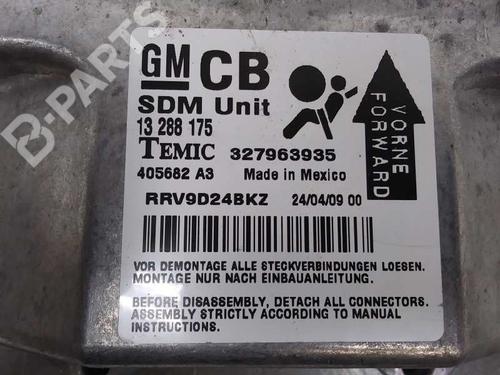 B-PARTS
GM CB
SDM Unit
13 288 175
TEMIC 327963935
405682 A3 Made in Mexico
RRV9D24BKZ 24/04/09 00
VORNE
FORWARD
VOR DEMONTAGE ALLE STECKVERBINDUNGEN LOESEN.
MONTAGE NUR NACH EINBAUANLEITUNG.
BEFORE DISASSEMBLY, DETACH ALL CONNECTORS.
ASSEMBLY STRICTLY ACCORDING TO MANUAL
INSTRUCTIONS.